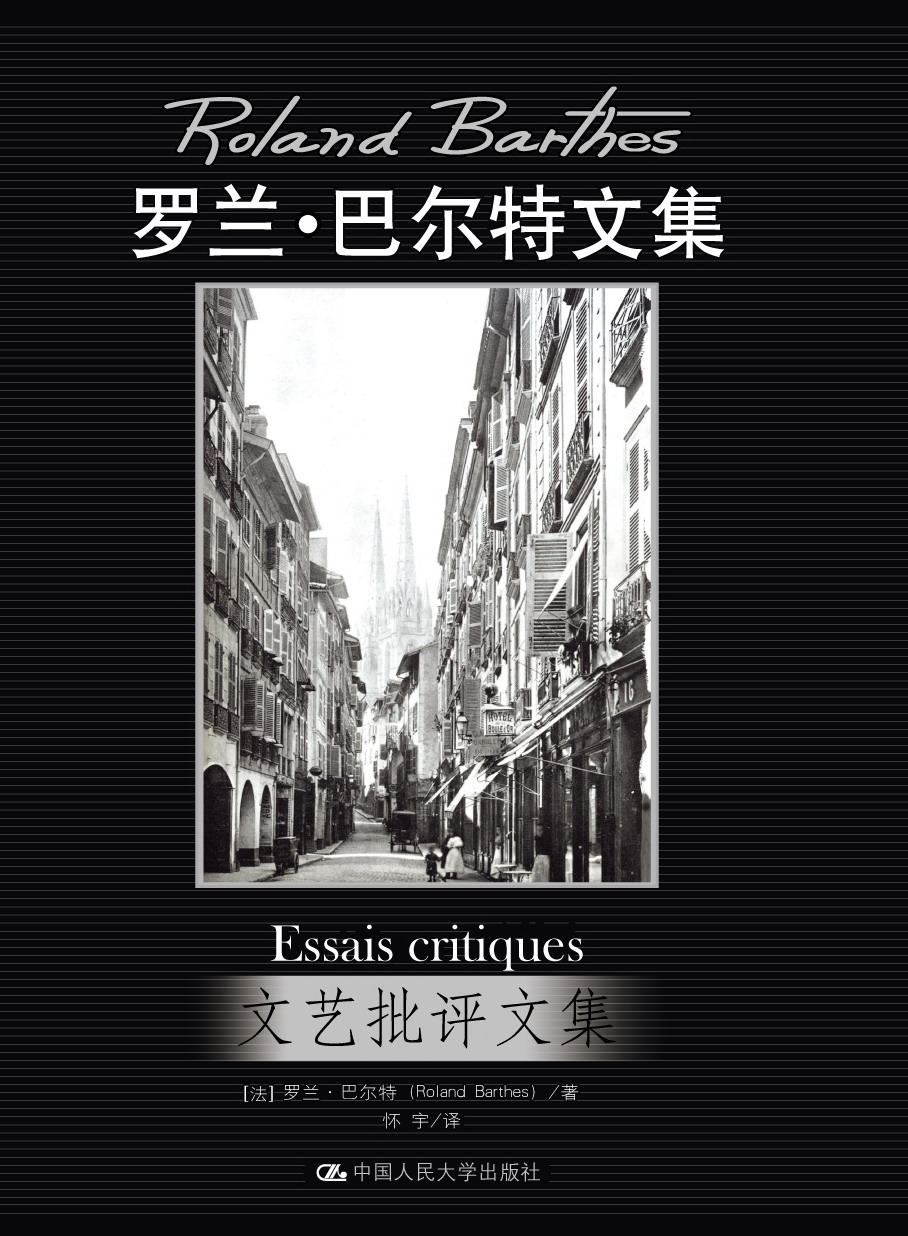 Roland Barthes
罗兰·巴尔特文集
16
HOTEL
Essais critiques
文艺批评文集
[法] 罗兰·巴尔特 (Roland Barthes) /著
怀 宇/译
中国人民大学出版社